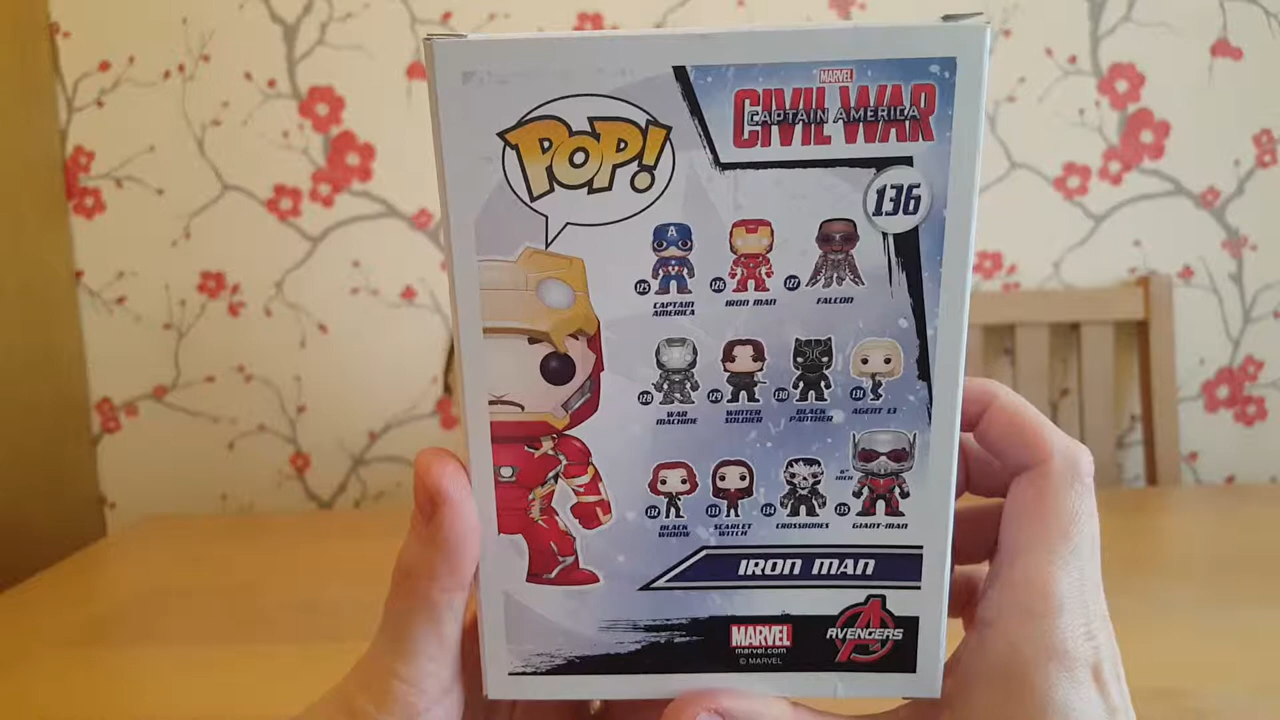 MARVEL
CIVIL WAR
CAPTAIN AMERICA
POP!
136
125
CAPTAIN
AMERICA
126
IRON MAN
127
FALCON
128
WAR
MACHINE
129
WINTER
SOLDIER
130
BLACK
PANTHER
131
AGENT 13
132
BLACK
WIDOW
133
SCARLET
WITCH
134
CROSSBONES
6"
INCH
135
GIANT-MAN
A
IRON MAN
MARVEL
marvel.com
© MARVEL
AVENGERS